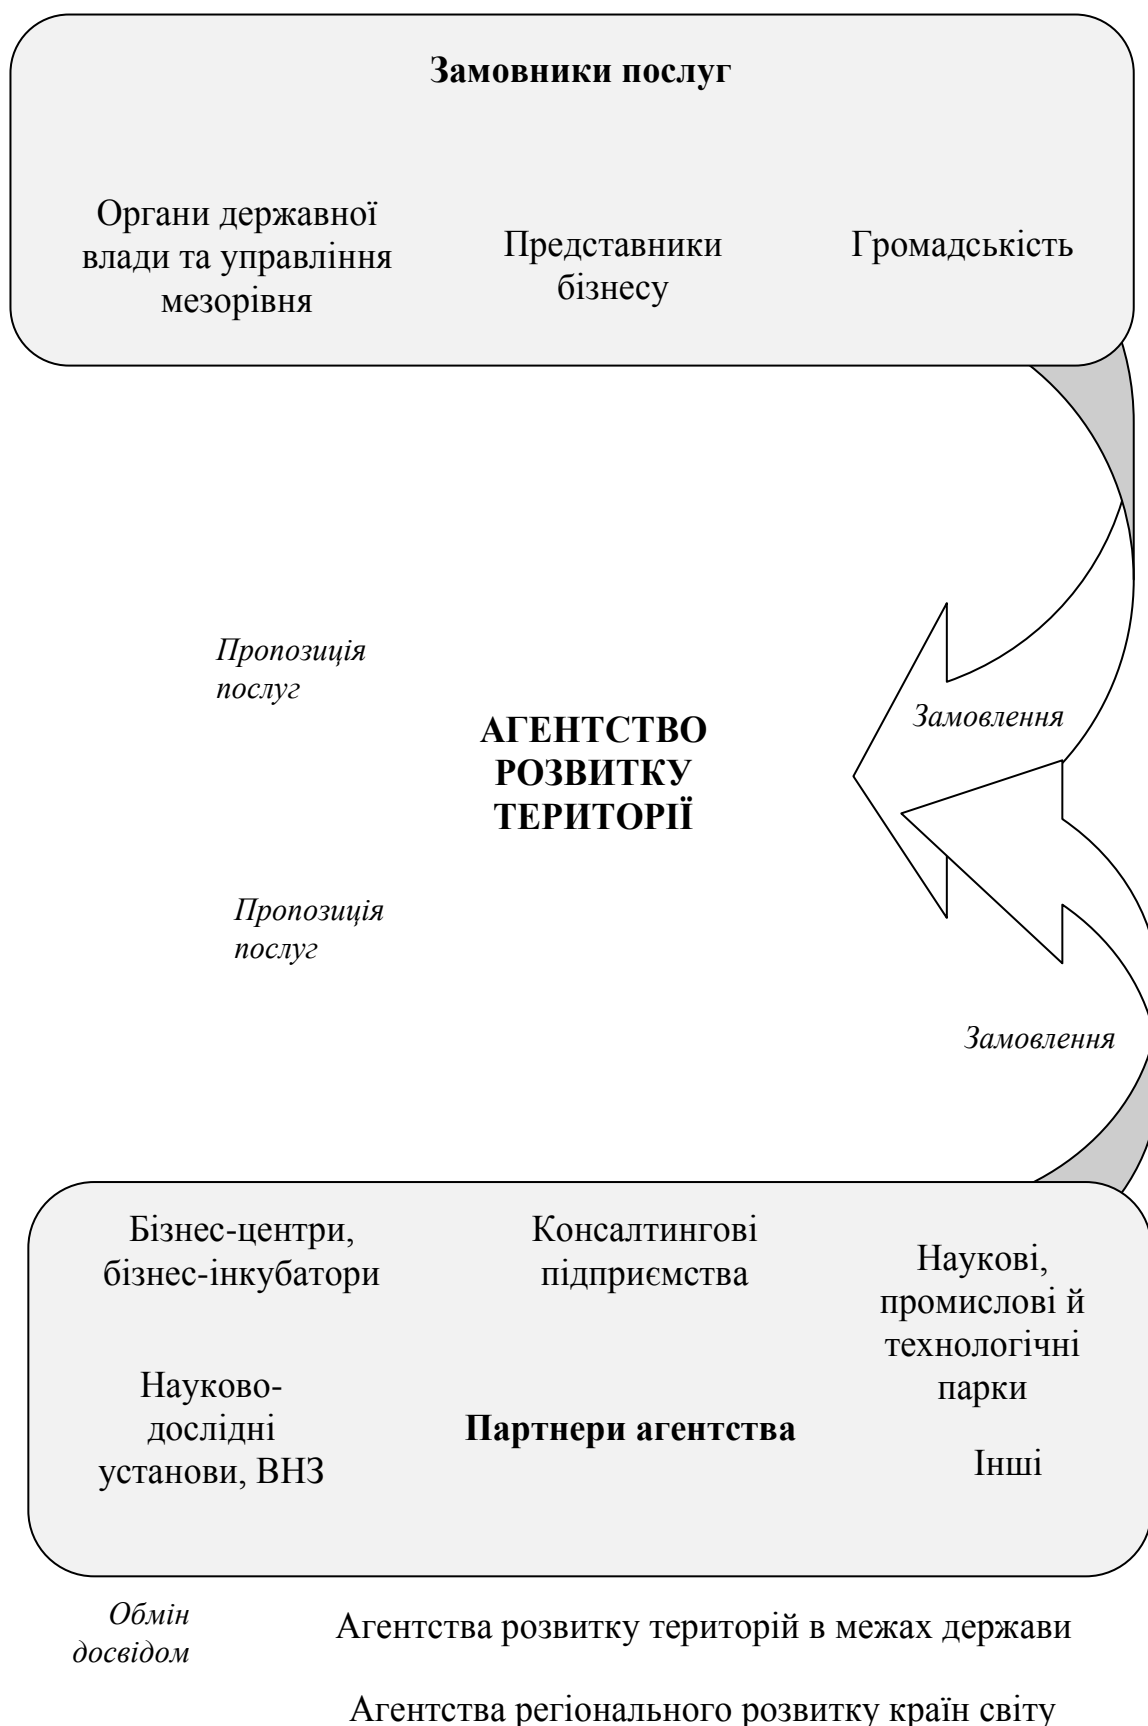 Замовники послуг
Органи державної
влади та управління
мезорівня
Представники
бізнесу
Громадськість
Пропозиція
послуг
АГЕНТСТВО
РОЗВИТКУ
ТЕРИТОРІЇ
Замовлення
Пропозиція
послуг
Замовлення
Бізнес-центри,
бізнес-інкубатори
Консалтингові
підприємства
Наукові,
промислові й
технологічні
парки
Науково-
дослідні
установи, ВНЗ
Партнери агентства
Інші
Обмін
досвідом
Агентства розвитку територій в межах держави
Агентства регіонального розвитку країн світу